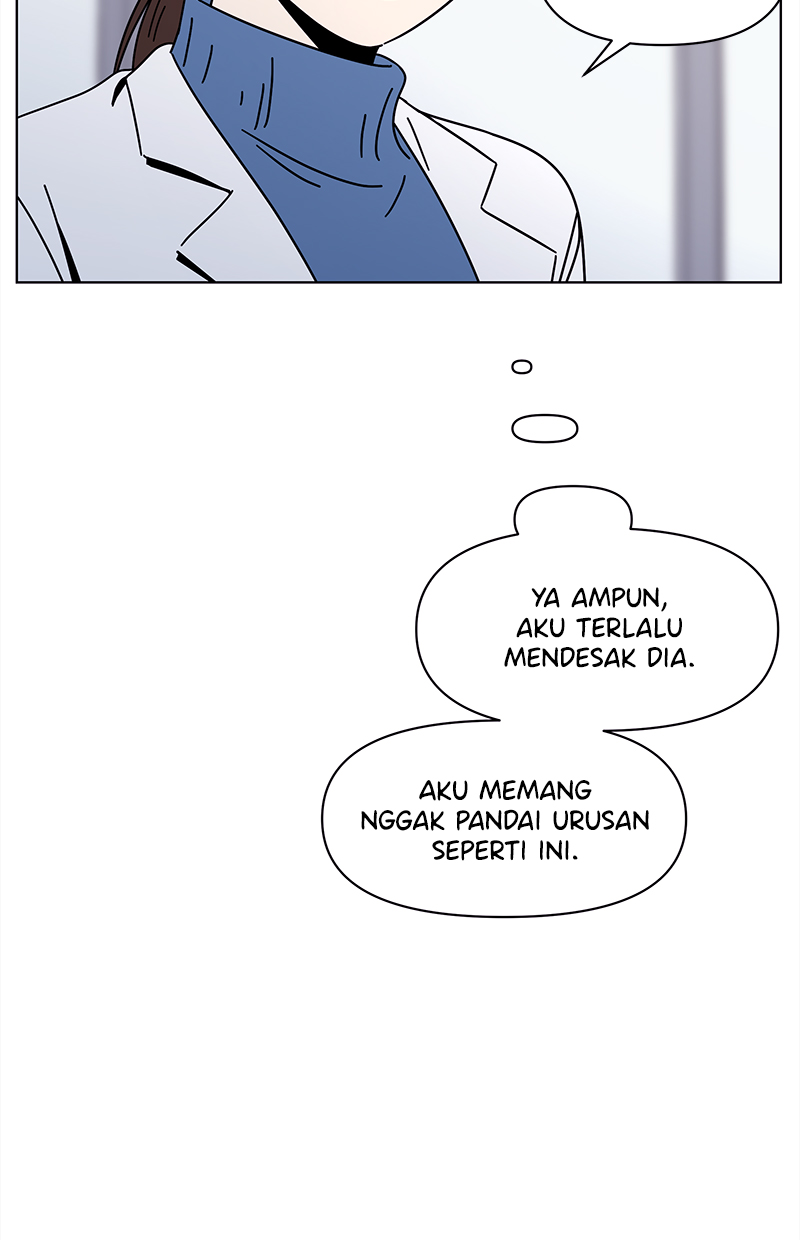 YA AMPUN,
AKU TERLALU
MENDESAK DIA.
AKU MEMANG
NGGAK PANDAI URUSAN
SEPERTI INI.